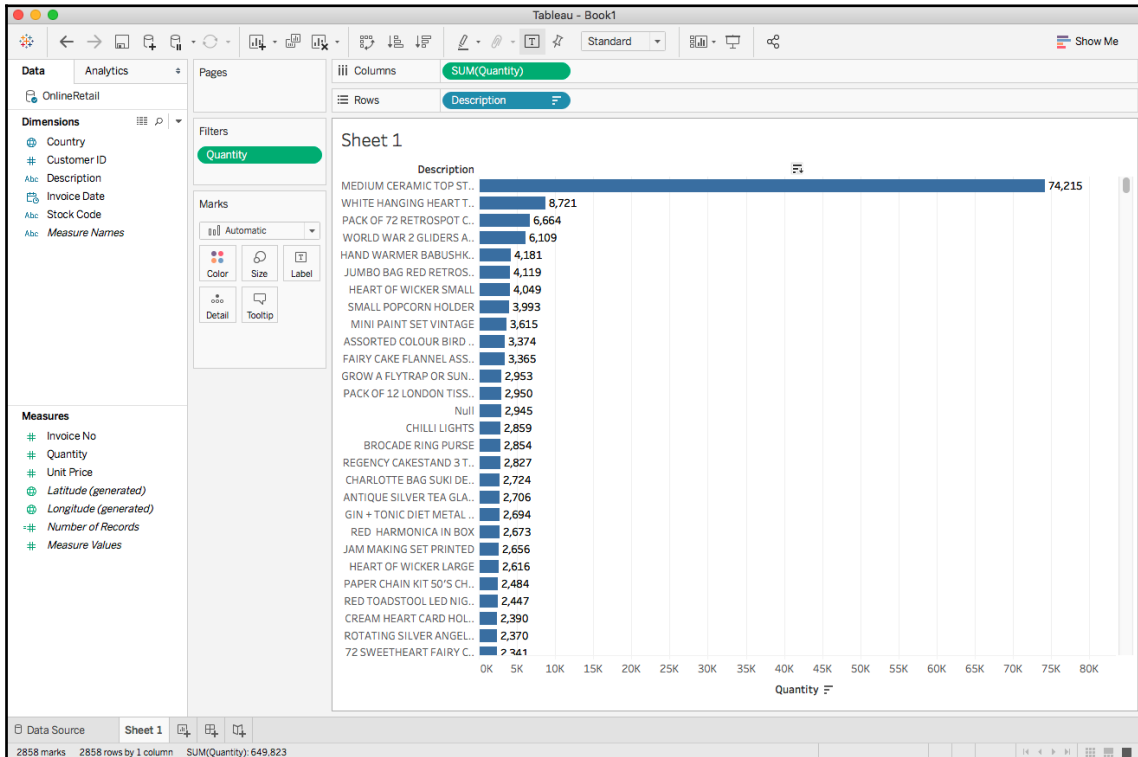 Tableau - Book1
Standard
Show Me
Data
Analytics
OnlineRetail
Dimensions
Country
Customer ID
Abc Description
Invoice Date
Abc Stock Code
Abc Measure Names
Measures
Invoice No
Quantity
Unit Price
Latitude (generated)
Longitude (generated)
Number of Records
Measure Values
Pages
Filters
Quantity
Marks
Automatic
Color
Size
Label
Detail
Tooltip
Columns
SUM(Quantity)
Rows
Description
Sheet 1
Description
MEDIUM CERAMIC TOP ST.. 74,215
WHITE HANGING HEART T.. 8,721
PACK OF 72 RETROSPOT C.. 6,664
WORLD WAR 2 GLIDERS A.. 6,109
HAND WARMER BABUSHK.. 4,181
JUMBO BAG RED RETROS.. 4,119
HEART OF WICKER SMALL 4,049
SMALL POPCORN HOLDER 3,993
MINI PAINT SET VINTAGE 3,615
ASSORTED COLOUR BIRD .. 3,374
FAIRY CAKE FLANNEL ASS.. 3,365
GROW A FLYTRAP OR SUN.. 2,953
PACK OF 12 LONDON TISS.. 2,950
Null 2,945
CHILLI LIGHTS 2,859
BROCADE RING PURSE 2,854
REGENCY CAKESTAND 3 T.. 2,827
CHARLOTTE BAG SUKI DE.. 2,724
ANTIQUE SILVER TEA GLA.. 2,706
GIN + TONIC DIET METAL .. 2,694
RED HARMONICA IN BOX 2,673
JAM MAKING SET PRINTED 2,656
HEART OF WICKER LARGE 2,616
PAPER CHAIN KIT 50'S CH.. 2,484
RED TOADSTOOL LED NIG.. 2,447
CREAM HEART CARD HOL.. 2,390
ROTATING SILVER ANGEL.. 2,370
72 SWEETHEART FAIRY C.. 2,341
0K 5K 10K 15K 20K 25K 30K 35K 40K 45K 50K 55K 60K 65K 70K 75K 80K
Quantity
Data Source
Sheet 1
2858 marks 2858 rows by 1 column SUM(Quantity): 649,823